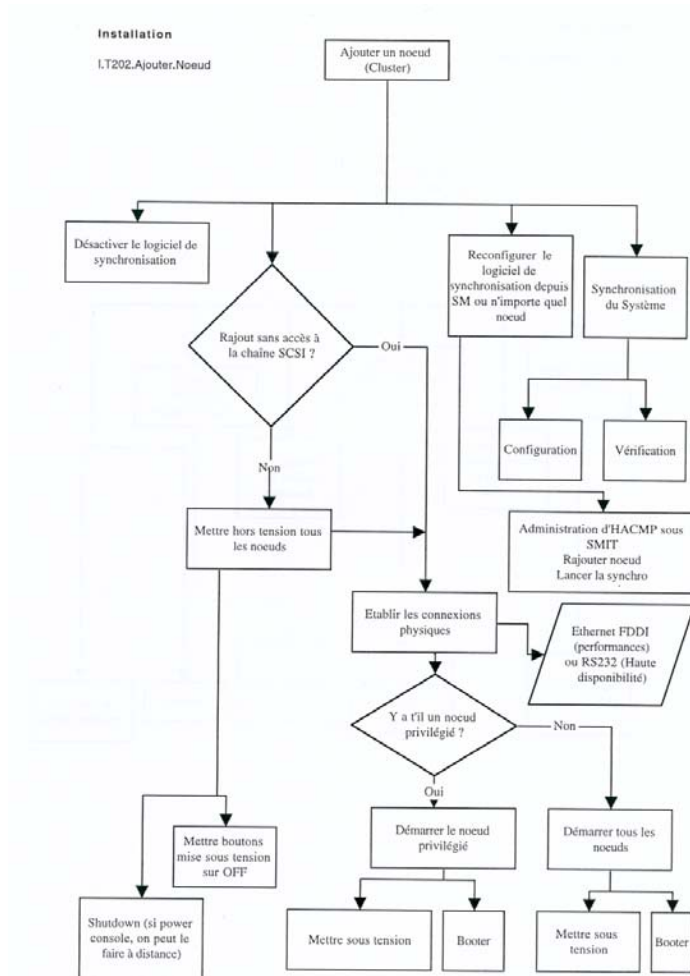 Installation
I.T202.Ajouter.Noeud
Ajouter un noeud
(Cluster)
Désactiver le logiciel de
synchronisation
Rajout sans accès à
la chaîne SCSI ?
Oui
Non
Reconfigurer le
logiciel de
synchronisation depuis
SM ou n'importe quel
noeud
Synchronisation
du Système
Configuration
Vérification
Mettre hors tension tous
les noeuds
Administration d'HACMP sous
SMIT
Rajouter noeud
Lancer la synchro
Etablir les connexions
physiques
Ethernet FDDI
(performances)
ou RS232 (Haute
disponibilité)
Y a t'il un noeud
privilégié ?
Non
Oui
Mettre boutons
mise sous tension
sur OFF
Démarrer le noeud
privilégié
Démarrer tous les
noeuds
Shutdown (si power
console, on peut le
faire à distance)
Mettre sous tension
Booter
Mettre sous
tension
Booter